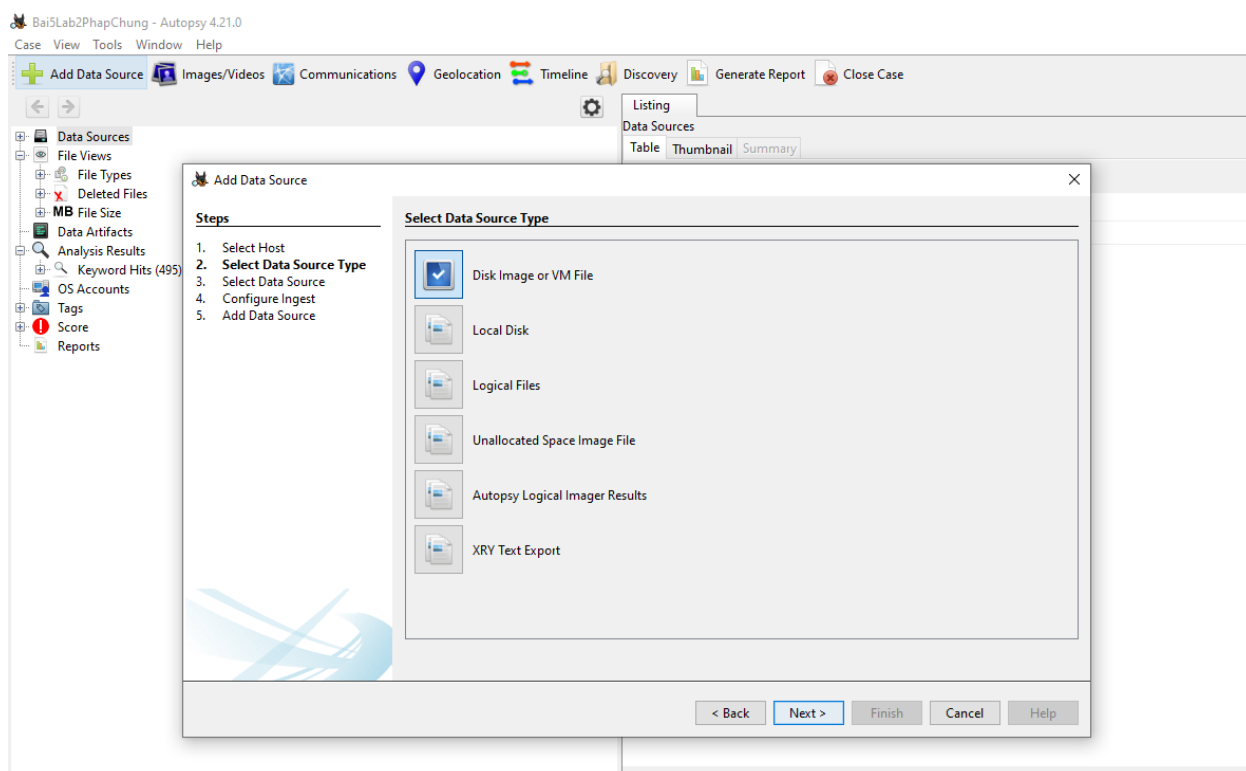 Bai5Lab2PhapChung - Autopsy 4.21.0
Case View Tools Window Help
Add Data Source Images/Videos Communications Geolocation Timeline Discovery Generate Report Close Case
Listing
Data Sources
Table Thumbnail Summary
Data Sources
File Views
File Types
Deleted Files
MB File Size
Data Artifacts
Analysis Results
Keyword Hits (495)
OS Accounts
Tags
Score
Reports
Add Data Source
Steps
1. Select Host
2. Select Data Source Type
3. Select Data Source
4. Configure Ingest
5. Add Data Source
Select Data Source Type
Disk Image or VM File
Local Disk
Logical Files
Unallocated Space Image File
Autopsy Logical Imager Results
XRY Text Export
< Back Next > Finish Cancel Help